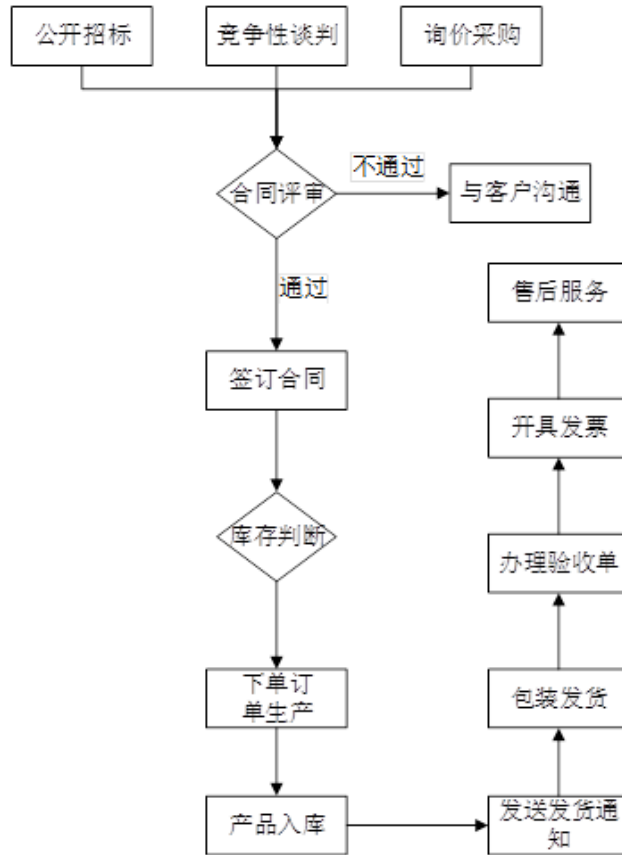 公开招标
竞争性谈判
询价采购
合同评审
不通过
与客户沟通
通过
售后服务
签订合同
开具发票
库存判断
办理验收单
下单订
单生产
包装发货
产品入库
发送发货通
知